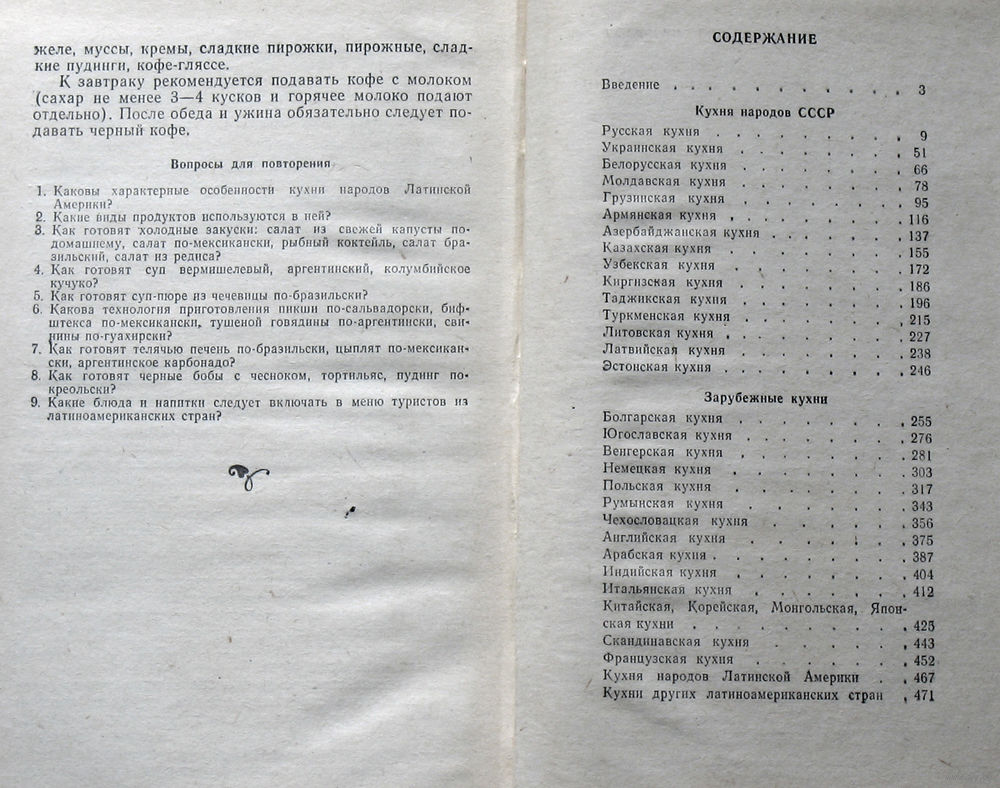 желе, муссы, кремы, сладкие пирожки, пирожные, слад-
кие пудинги, кофе-гляссе.
К завтраку рекомендуется подавать кофе с молоком
(сахар не менее 3—4 кусков и горячее молоко подают
отдельно). После обеда и ужина обязательно следует по-
давать черный кофе.
Вопросы для повторения
1. Каковы характерные особенности кухни народов Латинской
Америки?
2. Какие виды продуктов используются в ней?
3. Как готовят холодные закуски: салат из свежей капусты по-
домашнему, салат по-мексикански, рыбный коктейль, салат бра-
зильский, салат из редиса?
4. Как готовят суп вермишелевый, аргентинский, колумбийское
кучуко?
5. Как готовят суп-пюре из чечевицы по-бразильски?
6. Какова технология приготовления пикши по-сальвадорски, биф-
штекса по-мексикански, тушеной говядины по-аргентински, сви-
нины по-гуахирски?
7. Как готовят телячью печень по-бразильски, цыплят по-мексикан-
ски, аргентинское карбонадо?
8. Как готовят черные бобы с чесноком, тортильяс, пудинг по-
креольски?
9. Какие блюда и напитки следует включать в меню туристов из
латиноамериканских стран?
СОДЕРЖАНИЕ
Введение . . . . . . . . . . . 3
Кухня народов СССР
Русская кухня . . . . . . . . . 9
Украинская кухня . . . . . . . . 51
Белорусская кухня . . . . . . . . 66
Молдавская кухня . . . . . . . . 78
Грузинская кухня . . . . . . . . 95
Армянская кухня . . . . . . . . 116
Азербайджанская кухня . . . . . . . 137
Казахская кухня . . . . . . . . 155
Узбекская кухня . . . . . . . . 172
Киргизская кухня . . . . . . . . 186
Таджикская кухня . . . . . . . . 196
Туркменская кухня . . . . . . . . 215
Литовская кухня . . . . . . . . 227
Латвийская кухня . . . . . . . . 238
Эстонская кухня . . . . . . . . 246
Зарубежные кухни
Болгарская кухня . . . . . . . . 255
Югославская кухня . . . . . . . . 276
Венгерская кухня . . . . . . . . 281
Немецкая кухня . . . . . . . . 303
Польская кухня . . . . . . . . 317
Румынская кухня . . . . . . . . 343
Чехословацкая кухня . . . . . . . 356
Английская кухня . . . . . . . . 375
Арабская кухня . . . . . . . . 387
Индийская кухня . . . . . . . . 404
Итальянская кухня . . . . . . . . 412
Китайская, Корейская, Монгольская, Япон-
ская кухни . . . . . . . . . 425
Скандинавская кухня . . . . . . . 443
Французская кухня . . . . . . . 452
Кухня народов Латинской Америки . . 467
Кухни других латиноамериканских стран . 471